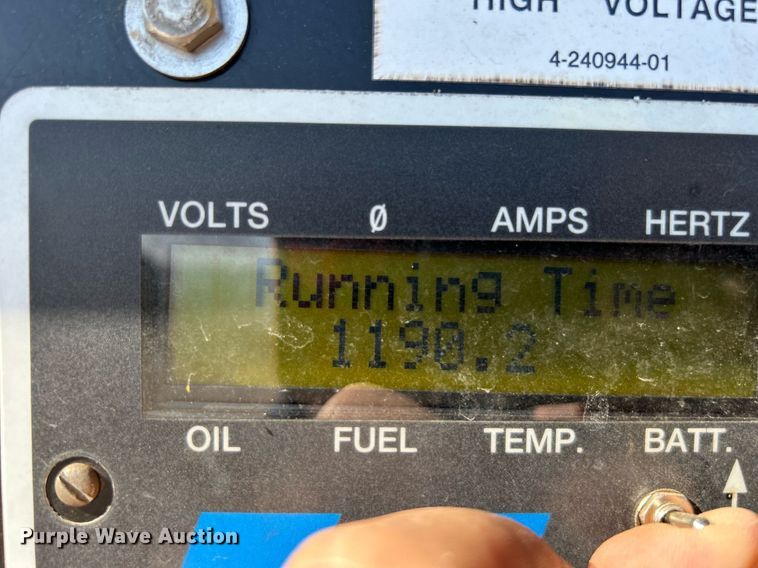 HIGH VOLTAGE
4-240944-01
VOLTS Ø AMPS HERTZ
Running Time
1190.2
OIL FUEL TEMP. BATT.
Purple Wave Auction